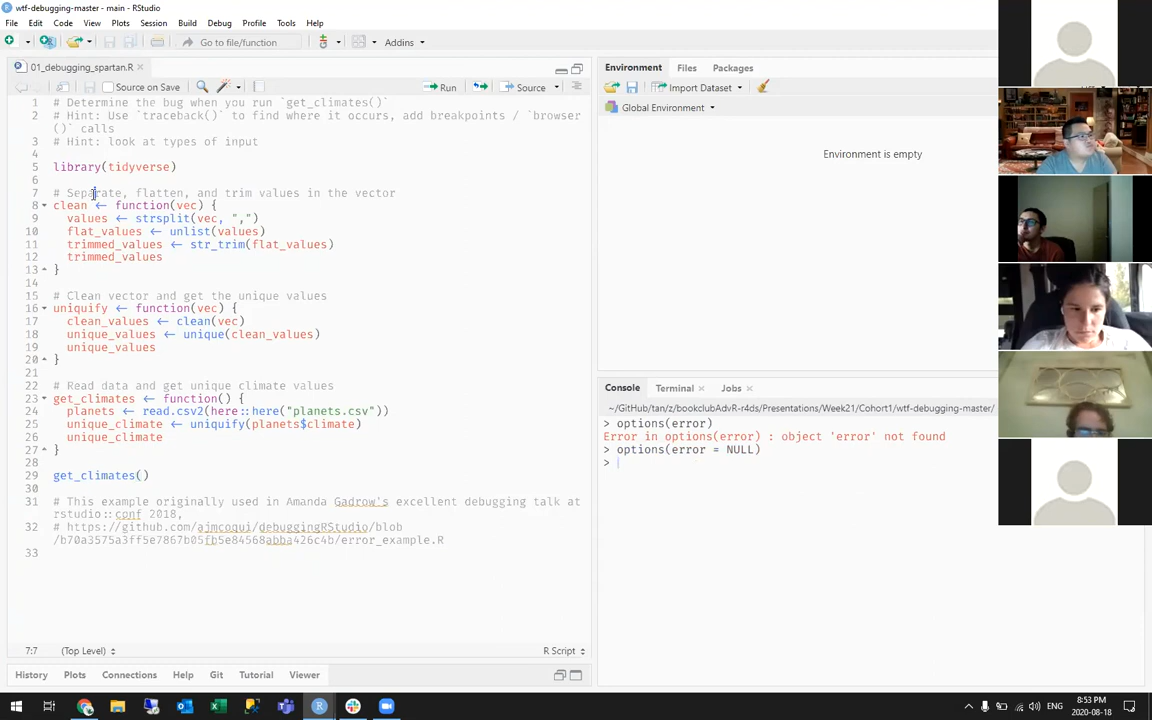 wtf-debugging-master - main - RStudio
File Edit Code View Plots Session Build Debug Profile Tools Help
Go to file/function Addins
01_debugging_spartan.R
Source on Save Run Source
1 # Determine the bug when you run `get_climates()`
2 # Hint: Use `traceback()` to find where it occurs, add breakpoints / `browser
()` calls
3 # Hint: look at types of input
4
5 library(tidyverse)
6
7 # Separate, flatten, and trim values in the vector
8 clean ← function(vec) {
9 values ← strsplit(vec, ",")
10 flat_values ← unlist(values)
11 trimmed_values ← str_trim(flat_values)
12 trimmed_values
13 }
14
15 # Clean vector and get the unique values
16 uniquify ← function(vec) {
17 clean_values ← clean(vec)
18 unique_values ← unique(clean_values)
19 unique_values
20 }
21
22 # Read data and get unique climate values
23 get_climates ← function() {
24 planets ← read.csv2(here::here("planets.csv"))
25 unique_climate ← uniquify(planets$climate)
26 unique_climate
27 }
28
29 get_climates()
30
31 # This example originally used in Amanda Gadrow's excellent debugging talk at
rstudio::conf 2018,
32 # https://github.com/ajmcoqui/debuggingRStudio/blob
/b70a3575a3ff5e7867b05fb5e84568abba426c4b/error_example.R
33
7:7 (Top Level) R Script
History Plots Connections Help Git Tutorial Viewer
Environment Files Packages
Import Dataset
Global Environment
Environment is empty
Console Terminal Jobs
~/GitHub/tan/z/bookclubAdvR-r4ds/Presentations/Week21/Cohort1/wtf-debugging-master/
> options(error)
Error in options(error) : object 'error' not found
> options(error = NULL)
>
ENG
8:53 PM
2020-08-18